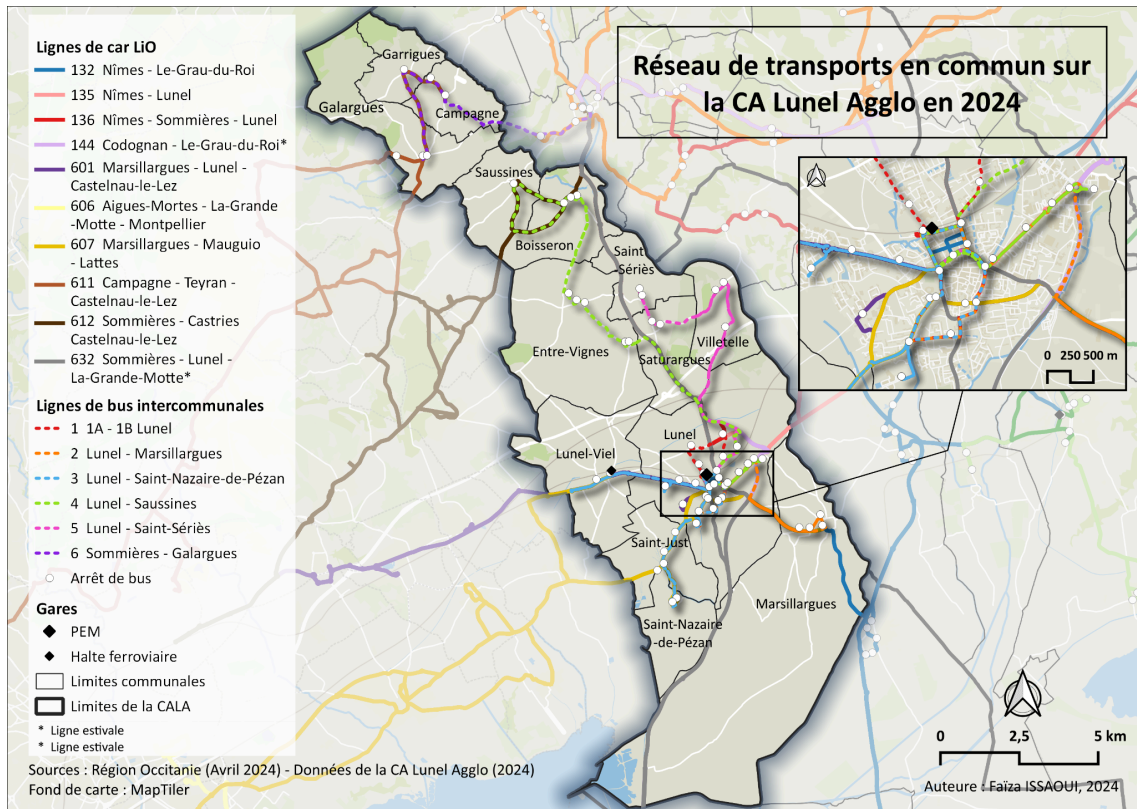 Réseau de transports en commun sur
la CA Lunel Agglo en 2024
Lignes de car LiO
132 Nîmes - Le-Grau-du-Roi
135 Nîmes - Lunel
136 Nîmes - Sommières - Lunel
144 Codognan - Le-Grau-du-Roi*
601 Marsillargues - Lunel -
Castelnau-le-Lez
606 Aigues-Mortes - La-Grande
-Motte - Montpellier
607 Marsillargues - Mauguio
- Lattes
611 Campagne - Teyran -
Castelnau-le-Lez
612 Sommières - Castries
Castelnau-le-Lez
632 Sommières - Lunel -
La-Grande-Motte*
Lignes de bus intercommunales
1 1A - 1B Lunel
2 Lunel - Marsillargues
3 Lunel - Saint-Nazaire-de-Pézan
4 Lunel - Saussines
5 Lunel - Saint-Sériès
6 Sommières - Galargues
Arrêt de bus
Gares
PEM
Halte ferroviaire
Limites communales
Limites de la CALA
* Ligne estivale
* Ligne estivale
Sources : Région Occitanie (Avril 2024) - Données de la CA Lunel Agglo (2024)
Fond de carte : MapTiler
Garrigues
Galargues
Campagne
Saussines
Boisseron
Saint-
Sériès
Entre-Vignes
Saturargues
Villetelle
Lunel
Lunel-Viel
Saint-Just
Marsillargues
Saint-Nazaire
-de-Pézan
0 250 500 m
0 2,5 5 km
Auteure : Faïza ISSAOUI, 2024